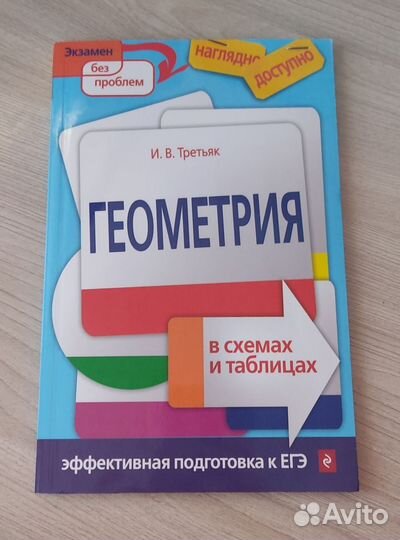 Экзамен
без
проблем
наглядно
доступно
И. В. Третьяк
ГЕОМЕТРИЯ
в схемах
и таблицах
эффективная подготовка к ЕГЭ
Avito